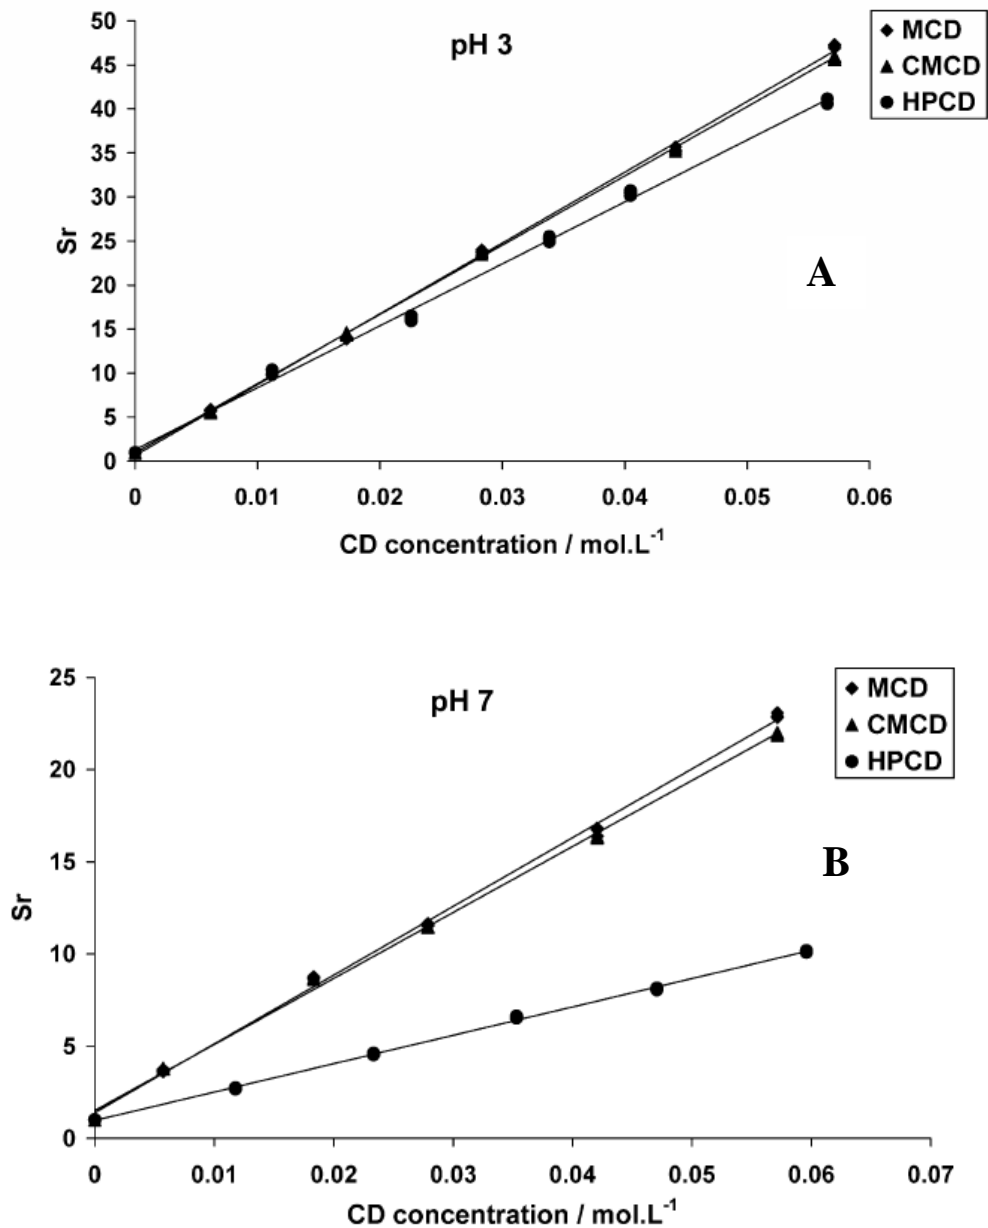 pH 3
MCD
CMCD
HPCD
50
45
40
35
30
25
20
15
10
5
0
Sr
A
0 0.01 0.02 0.03 0.04 0.05 0.06
CD concentration / mol.L⁻¹
pH 7
MCD
CMCD
HPCD
25
20
15
10
5
0
Sr
B
0 0.01 0.02 0.03 0.04 0.05 0.06 0.07
CD concentration / mol.L⁻¹